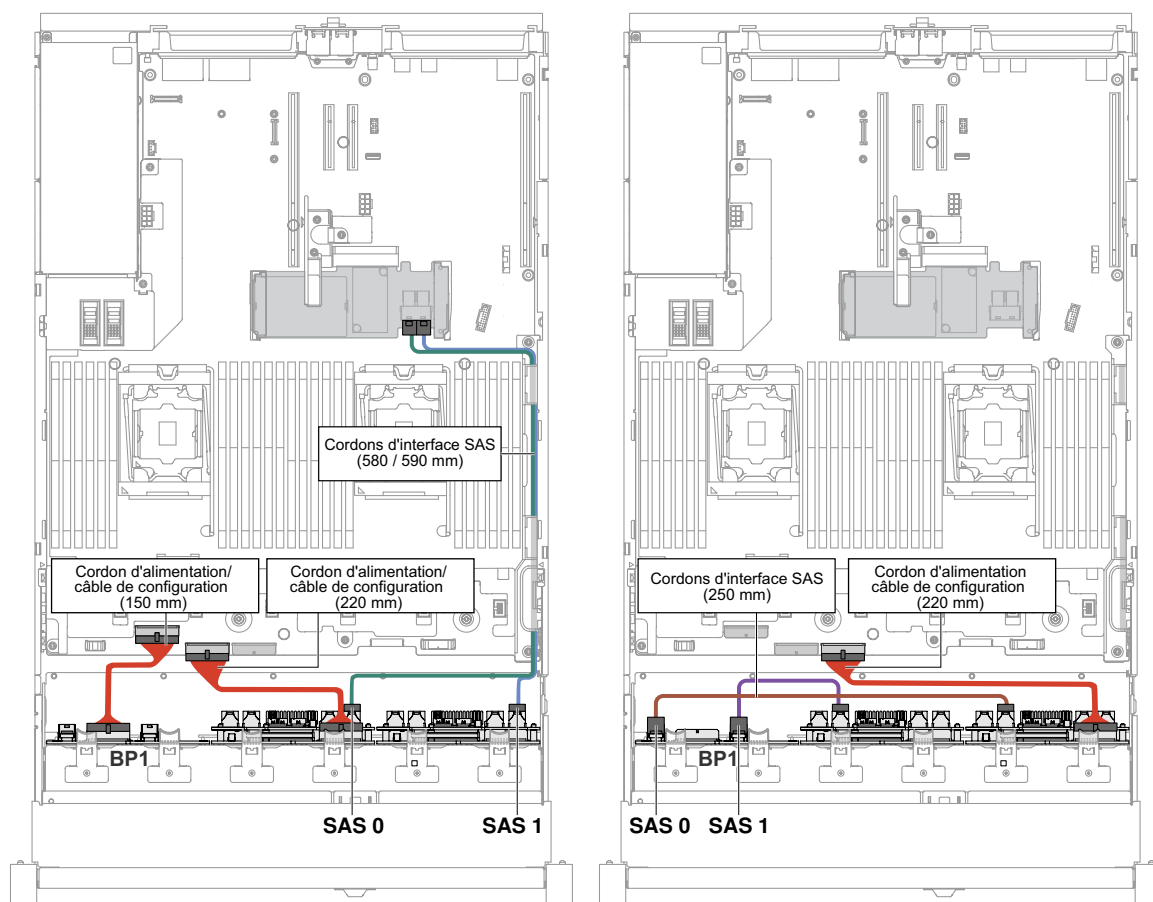 Cordons d'interface SAS
(580 / 590 mm)
Cordon d'alimentation/
câble de configuration
(150 mm)
Cordon d'alimentation/
câble de configuration
(220 mm)
BP1
SAS 0
SAS 1
Cordons d'interface SAS
(250 mm)
Cordon d'alimentation
câble de configuration
(220 mm)
BP1
SAS 0
SAS 1